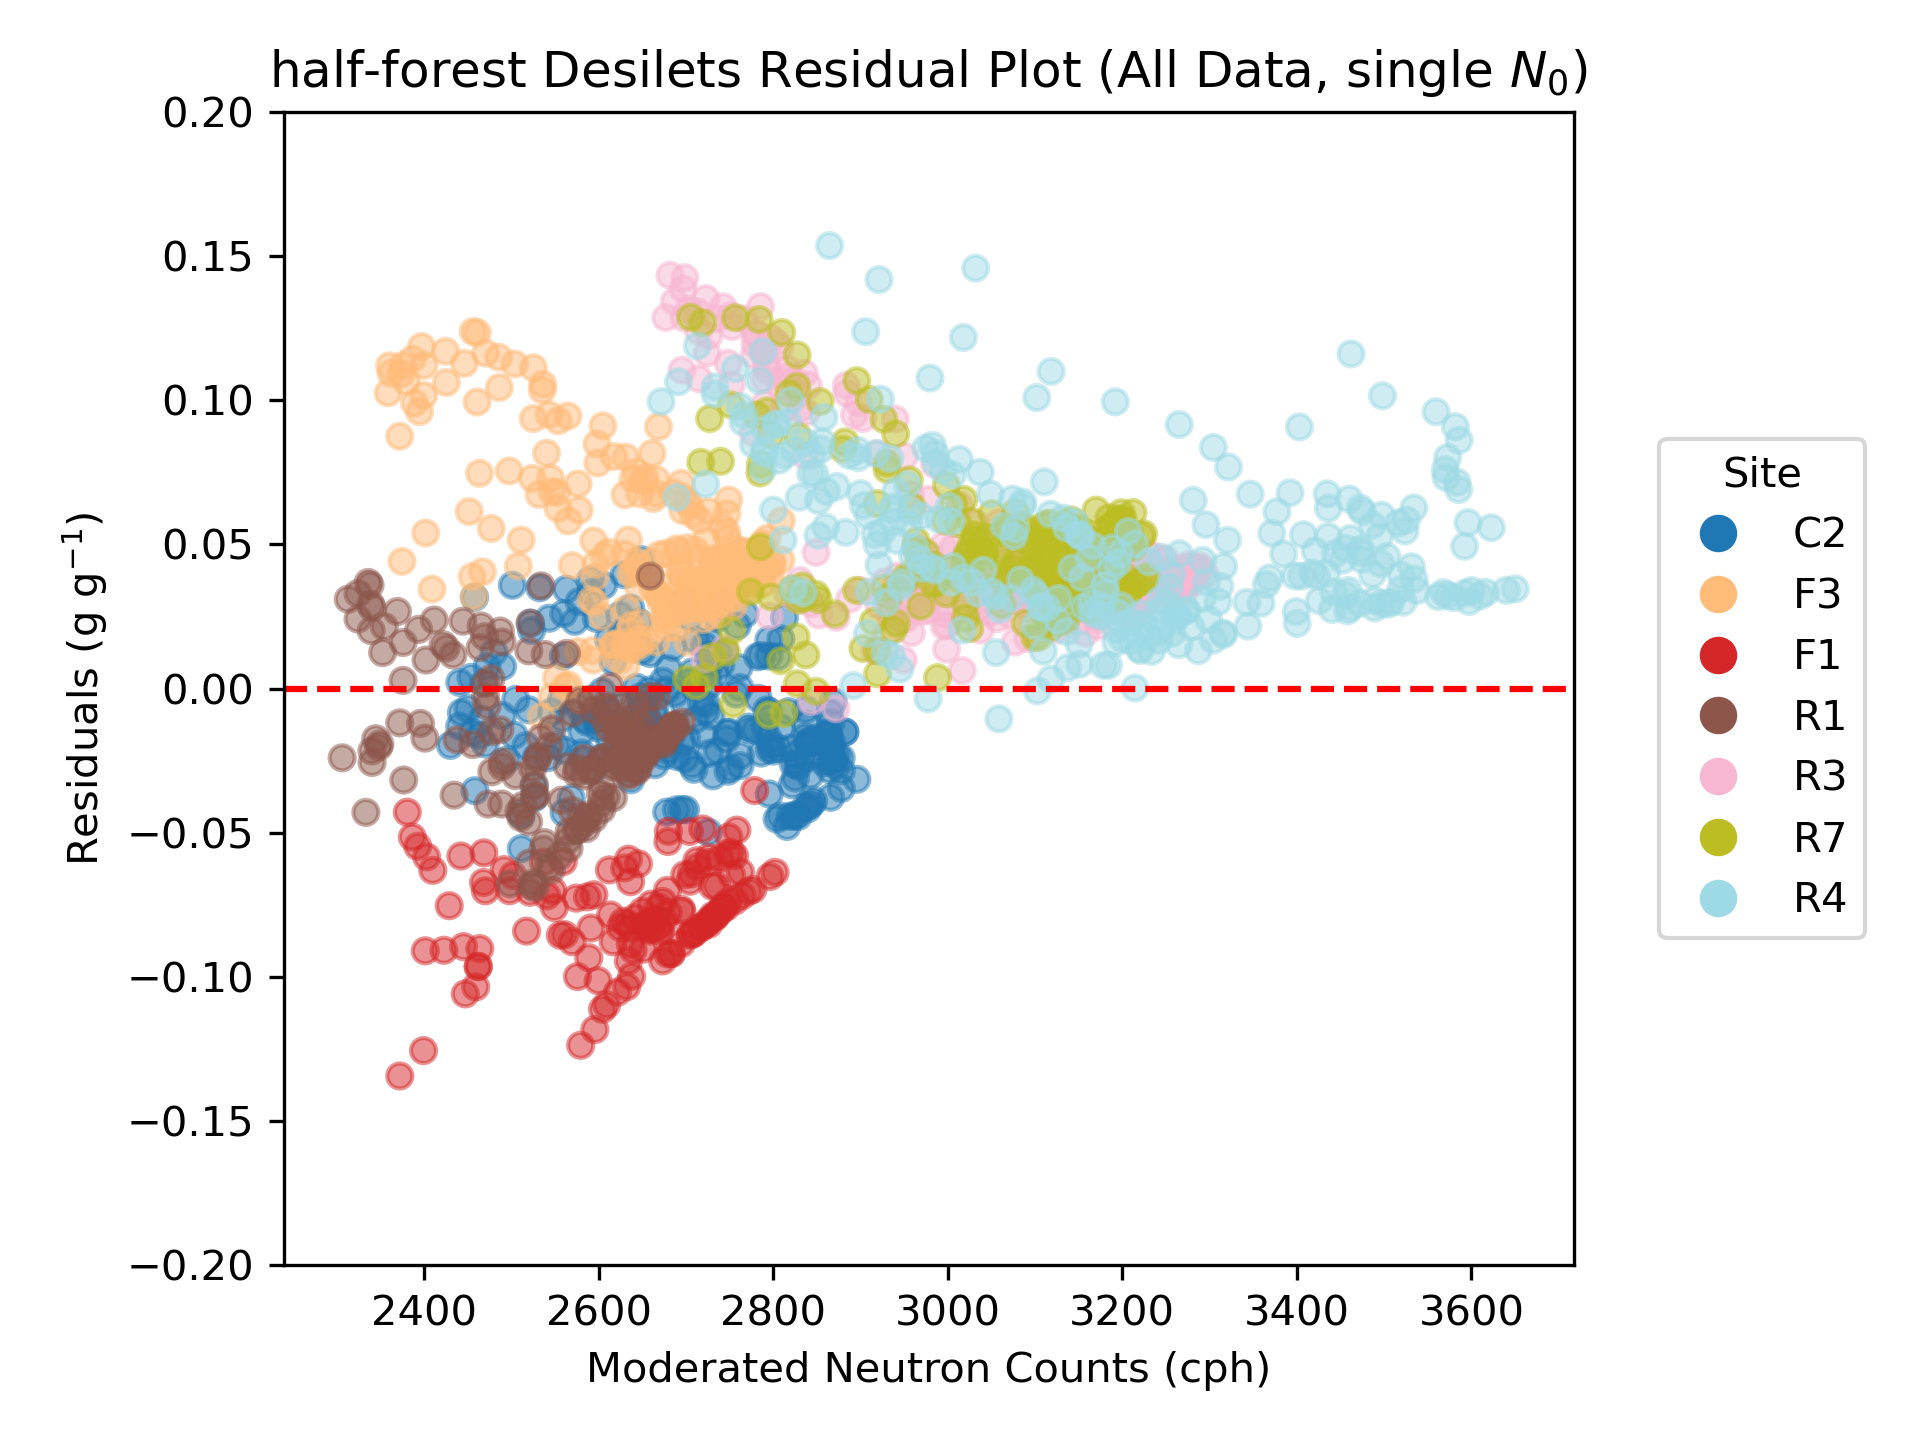 half-forest Desilets Residual Plot (All Data, single N₀)
0.20
0.15
0.10
0.05
0.00
−0.05
−0.10
−0.15
−0.20
Residuals (g g⁻¹)
2400 2600 2800 3000 3200 3400 3600
Moderated Neutron Counts (cph)
Site
C2
F3
F1
R1
R3
R7
R4